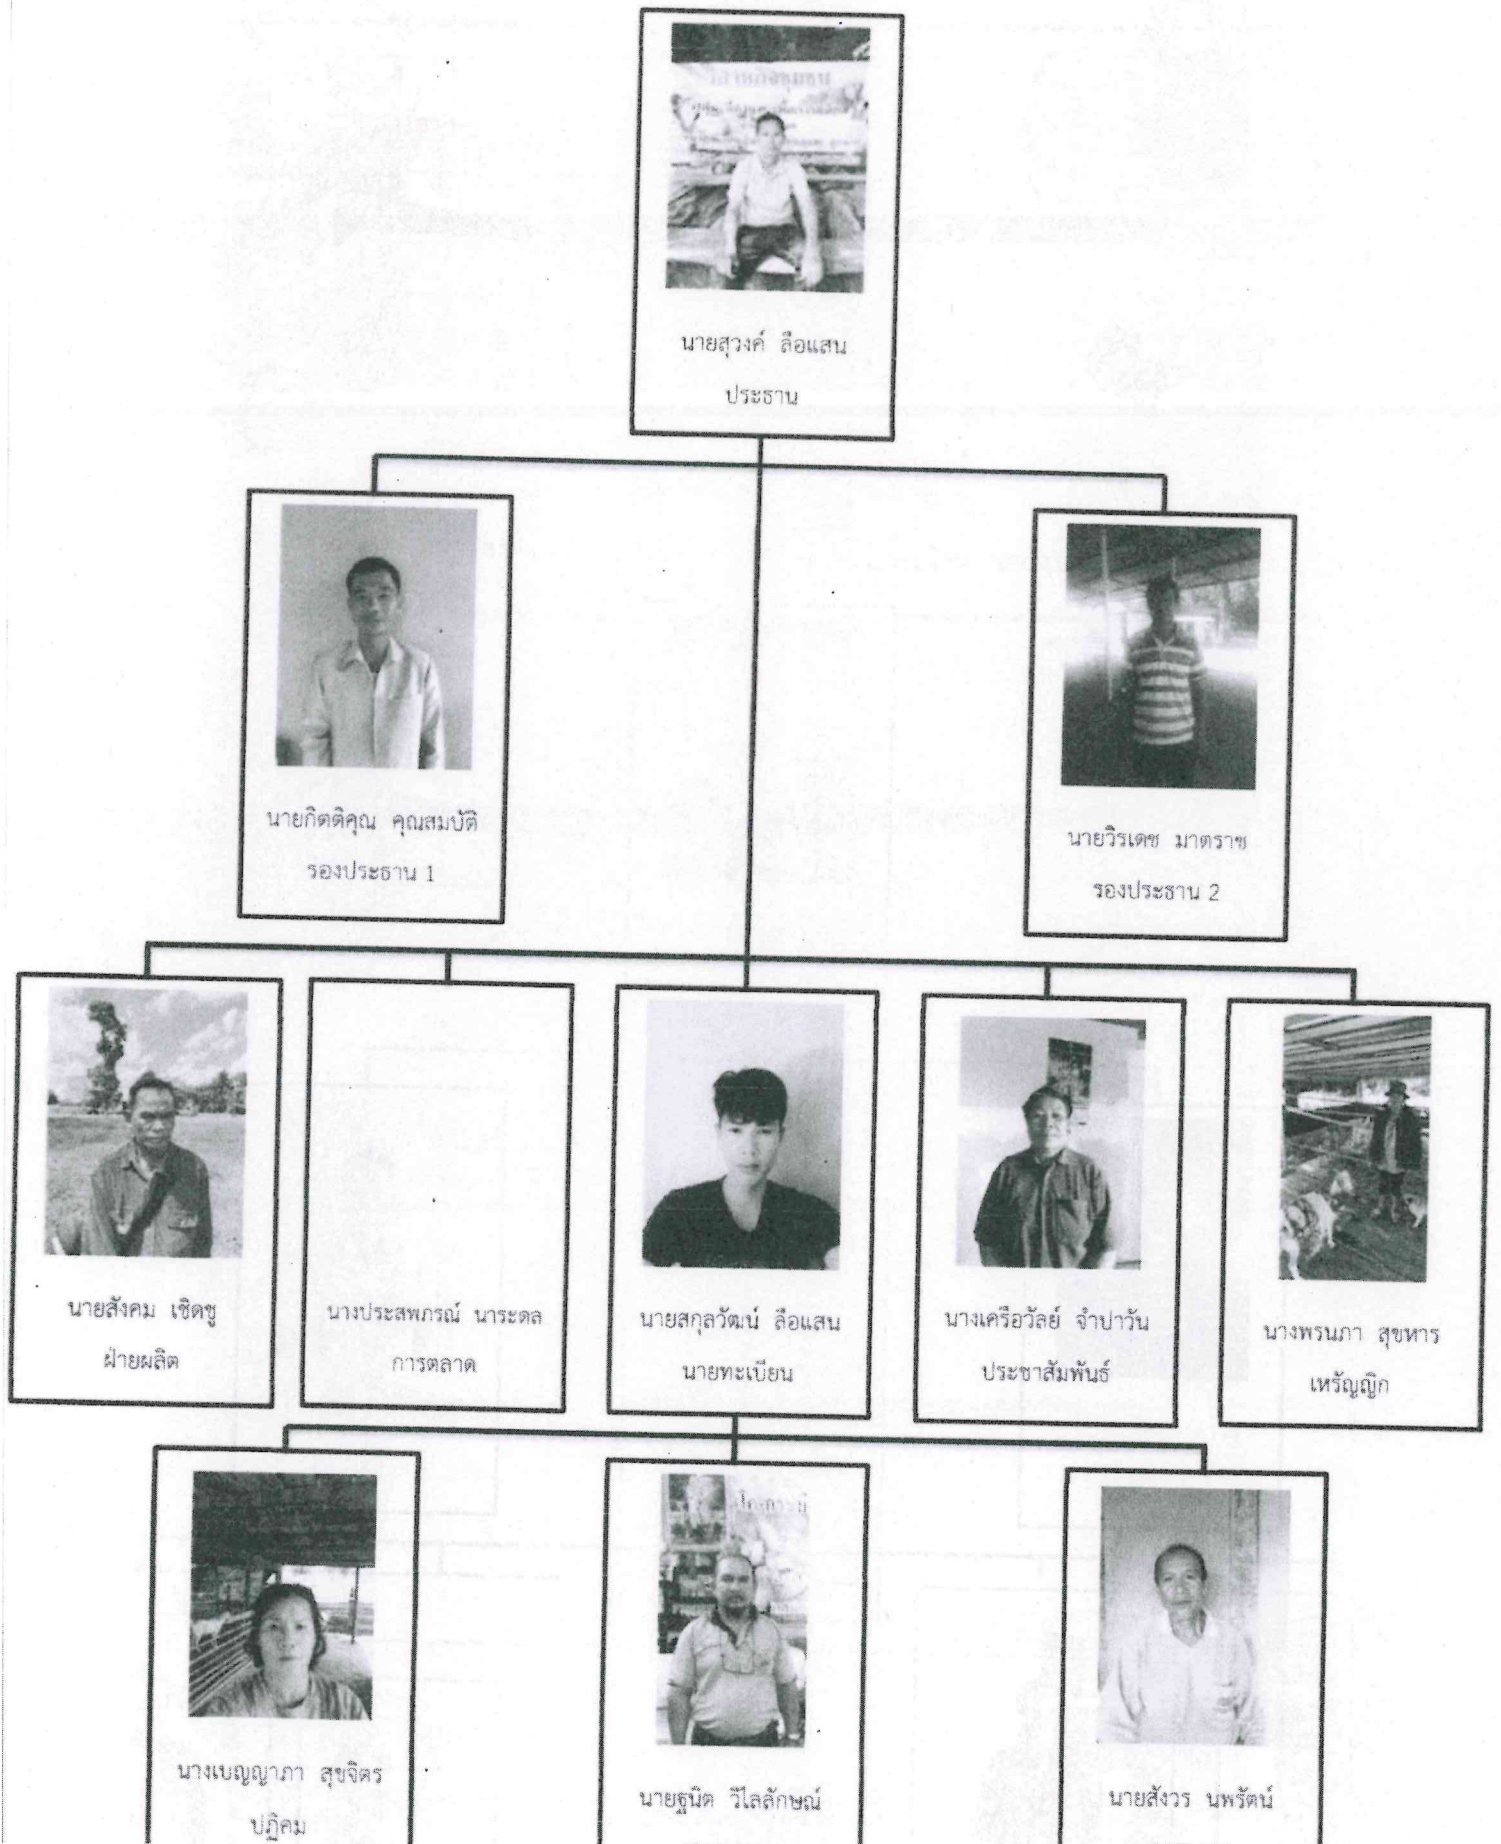 วิสาหกิจชุมชน
นายสุวงค์ ลือแสน
ประธาน
นายกิตติคุณ คุณสมบัติ
รองประธาน 1
นายวิรเดช มาตราช
รองประธาน 2
นายสังคม เชิดชู
ฝ่ายผลิต
นางประสพภรณ์ นาระดล
การตลาด
นายสกุลวัฒน์ ลือแสน
นายทะเบียน
นางเครือวัลย์ จำปาวัน
ประชาสัมพันธ์
นางพรนภา สุขหาร
เหรัญญิก
นางเบญญาภา สุขจิตร
ปฏิคม
นายฐนิต วิไลลักษณ์
นายสังวร นพรัตน์